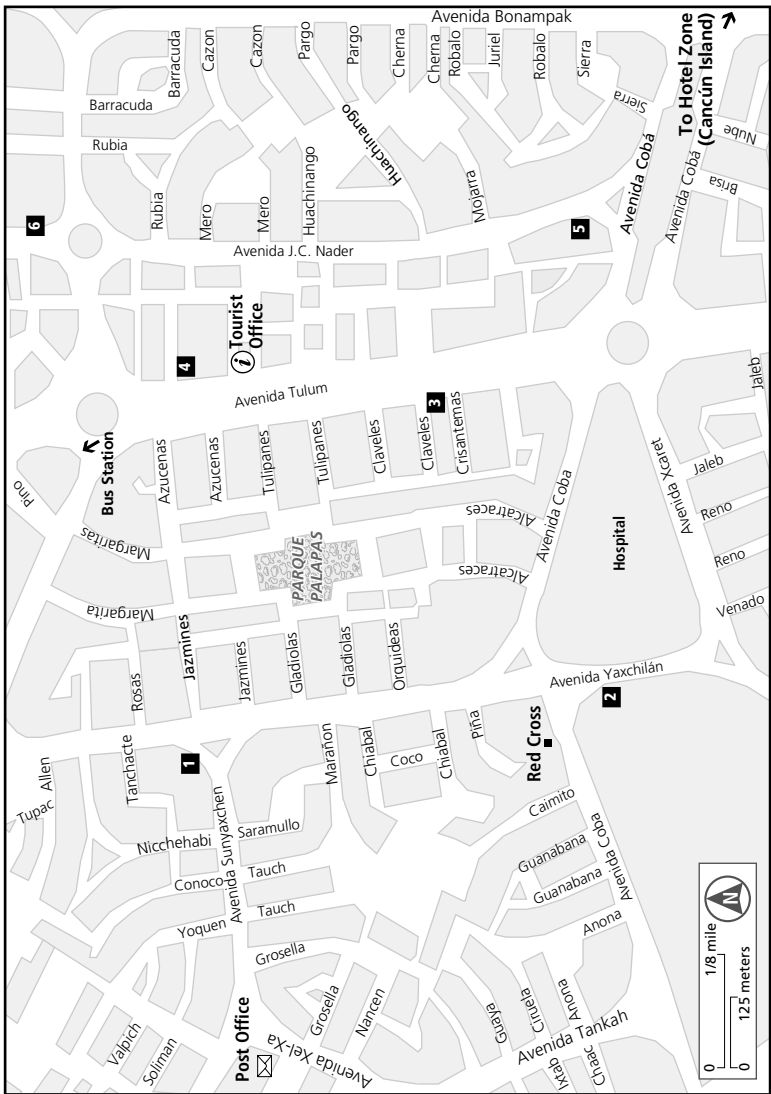 Avenida Bonampak
To Hotel Zone
(Cancún Island)
Barracuda
Cazon
Cazon
Pargo
Pargo
Cherna
Cherna
Robalo
Juriel
Robalo
Sierra
Sierra
Nube
Brisa
Barracuda
Rubia
Rubia
Mero
Mero
Huachinango
Huachinango
Mojarra
Avenida Cobá
Avenida Cobá
6
Avenida J.C. Nader
5
4
i
Tourist
Office
Avenida Tulum
3
Bus Station
Pino
Azucenas
Azucenas
Tulipanes
Tulipanes
Claveles
Claveles
Crisantemas
Jaleb
Jaleb
Avenida Xcaret
Reno
Reno
Venado
Margaritas
Margarita
PARQUE
PALAPAS
Alcatraces
Alcatraces
Avenida Coba
Hospital
Rosas
Jazmines
Jazmines
Gladiolas
Gladiolas
Orquideas
Avenida Yaxchilán
2
Red Cross
Allen
Tupac
Tanchacte
1
Marañon
Chiabal
Coco
Chiabal
Piña
Nicchehabi
Saramullo
Conoco
Avenida Sunyaxchen
Tauch
Tauch
Yoquen
Grosella
Caimito
Guanabana
Guanabana
Avenida Coba
Anona
Valpich
Soliman
Post Office
Avenida Xel-Xa
Grosella
Nancen
Guaya
Ciruela
Anona
Avenida Tankah
Ixtab
Chaac
N
0
1/8 mile
0
125 meters